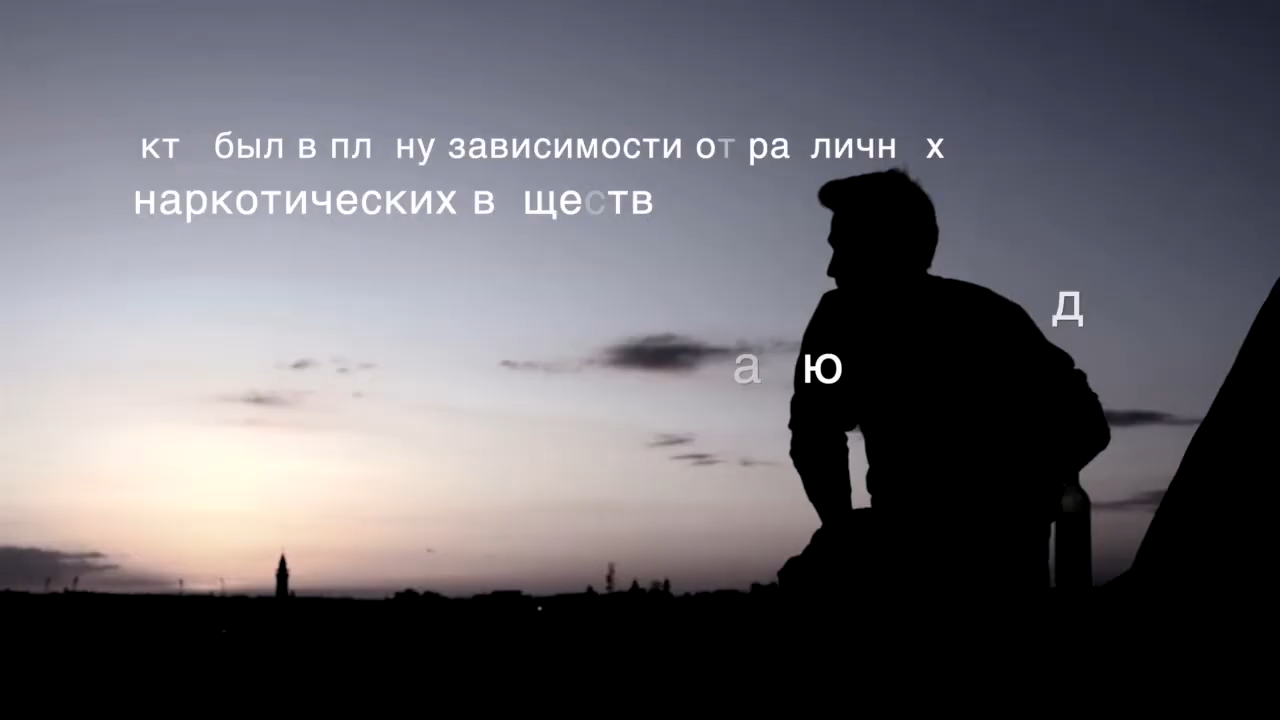 кт был в пл ну зависимости от ра личн х
наркотических в ществ
д
а ю